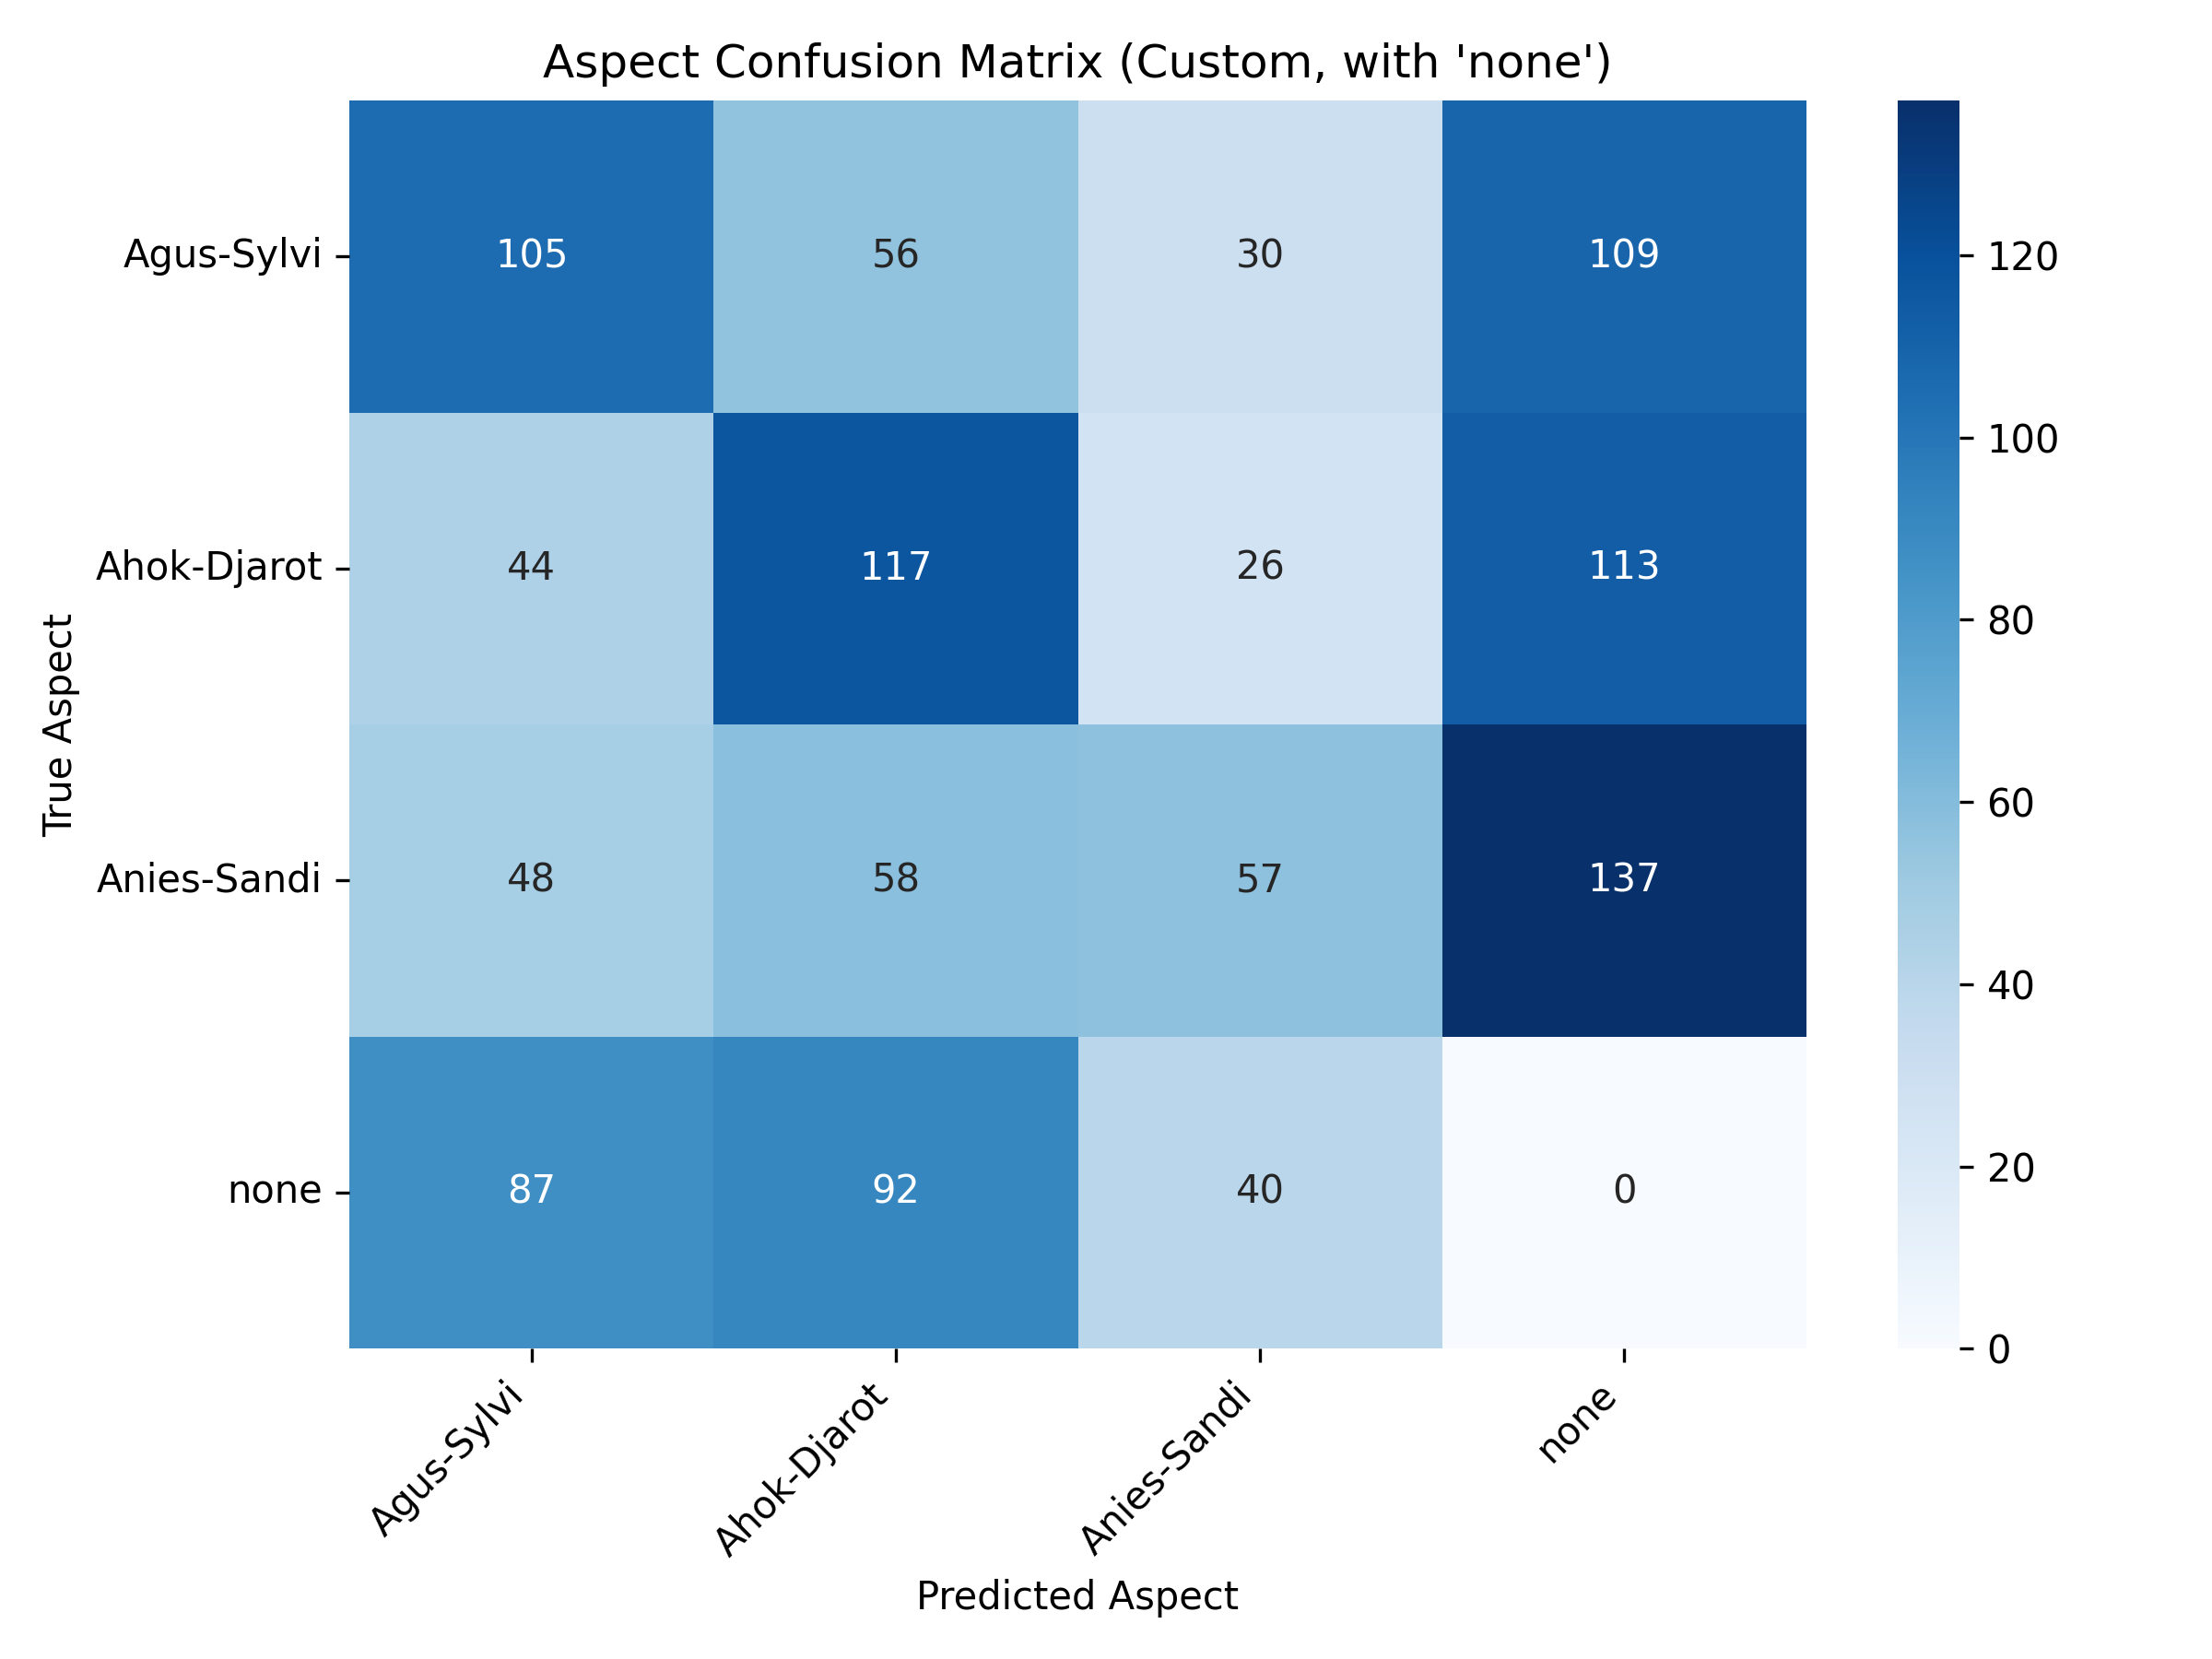 Aspect Confusion Matrix (Custom, with 'none')
True Aspect
Agus-Sylvi 105 56 30 109
Ahok-Djarot 44 117 26 113
Anies-Sandi 48 58 57 137
none 87 92 40 0
Agus-Sylvi Ahok-Djarot Anies-Sandi none
Predicted Aspect
120
100
80
60
40
20
0